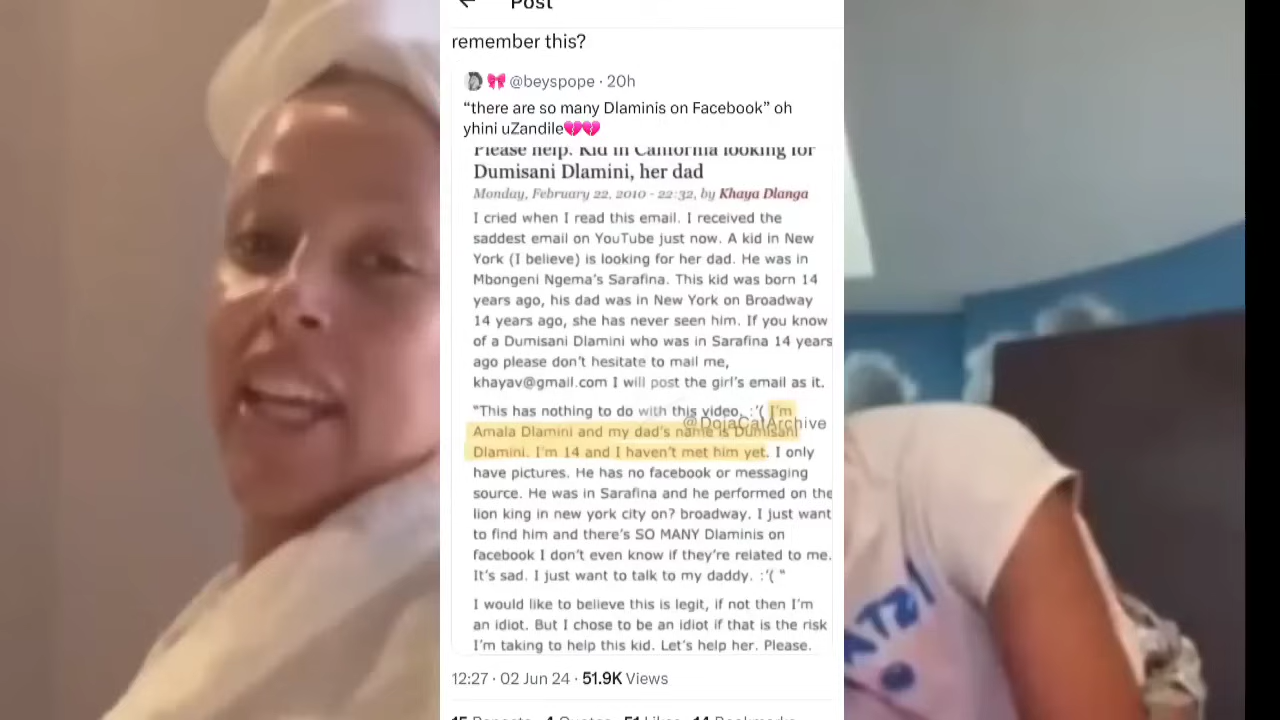 Post
remember this?
@beyspope · 20h
“there are so many Dlaminis on Facebook” oh
yhini uZandile💔💔
Please help. Kid in California looking for
Dumisani Dlamini, her dad
Monday, February 22, 2010 - 22:32, by Khaya Dlanga
I cried when I read this email. I received the
saddest email on YouTube just now. A kid in New
York (I believe) is looking for her dad. He was in
Mbongeni Ngema’s Sarafina. This kid was born 14
years ago, his dad was in New York on Broadway
14 years ago, she has never seen him. If you know
of a Dumisani Dlamini who was in Sarafina 14 years
ago please don’t hesitate to mail me,
khayav@gmail.com I will post the girl’s email as it.
“This has nothing to do with this video. :’( I’m
@DojaCatArchive
Amala Dlamini and my dad’s name is Dumisani
Dlamini. I’m 14 and I haven’t met him yet. I only
have pictures. He has no facebook or messaging
source. He was in Sarafina and he performed on the
lion king in new york city on? broadway. I just want
to find him and there’s SO MANY Dlaminis on
facebook I don’t even know if they’re related to me.
It’s sad. I just want to talk to my daddy. :’( “
I would like to believe this is legit, if not then I’m
an idiot. But I chose to be an idiot if that is the risk
I’m taking to help this kid. Let’s help her. Please.
12:27 · 02 Jun 24 · 51.9K Views
15 Reposts 4 Quotes 51 Likes 14 Bookmarks